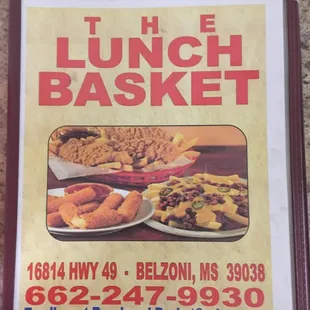 THE
LUNCH
BASKET
16814 HWY 49 - BELZONI, MS 39038
662-247-9930